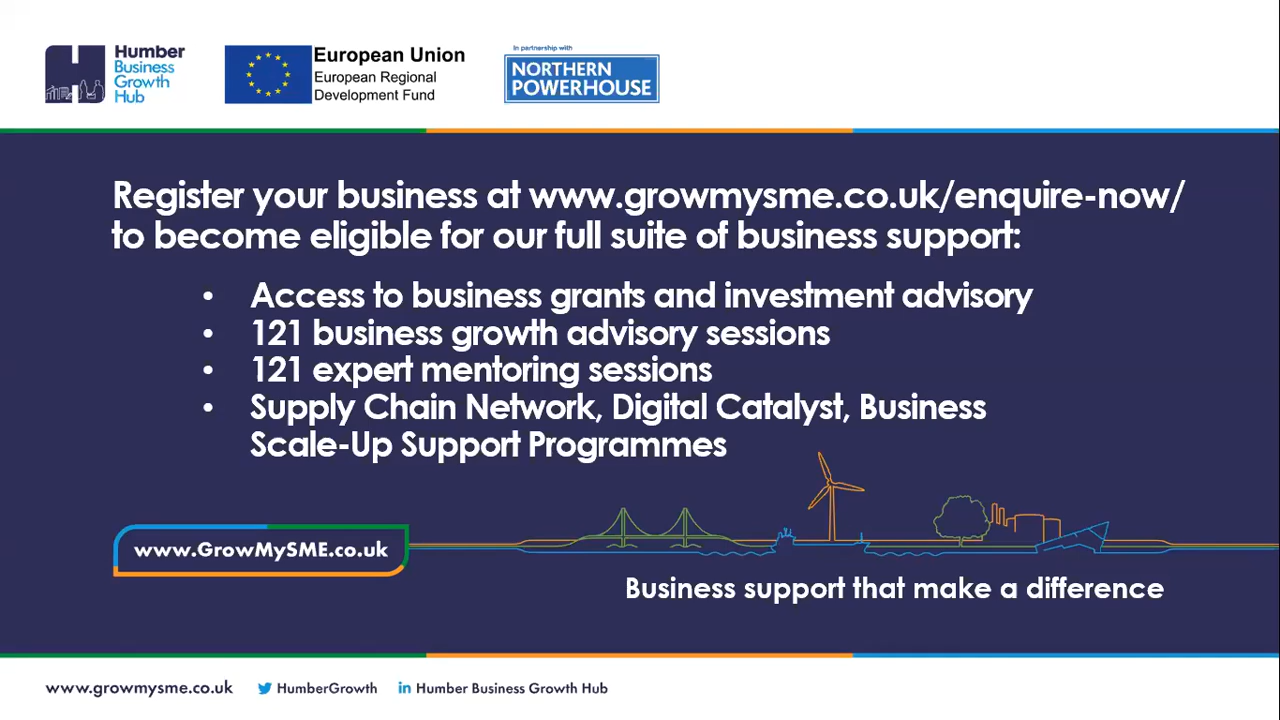 Humber
Business
Growth
Hub
European Union
European Regional
Development Fund
In partnership with
NORTHERN
POWERHOUSE
Register your business at www.growmysme.co.uk/enquire-now/
to become eligible for our full suite of business support:
• Access to business grants and investment advisory
• 121 business growth advisory sessions
• 121 expert mentoring sessions
• Supply Chain Network, Digital Catalyst, Business
Scale-Up Support Programmes
www.GrowMySME.co.uk
Business support that make a difference
www.growmysme.co.uk HumberGrowth in Humber Business Growth Hub